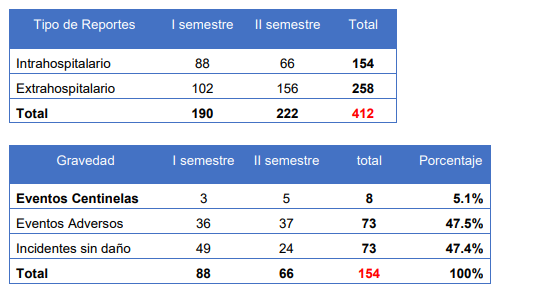 Tipo de Reportes I semestre II semestre Total
Intrahospitalario 88 66 154
Extrahospitalario 102 156 258
Total 190 222 412
Gravedad I semestre II semestre total Porcentaje
Eventos Centinelas 3 5 8 5.1%
Eventos Adversos 36 37 73 47.5%
Incidentes sin daño 49 24 73 47.4%
Total 88 66 154 100%